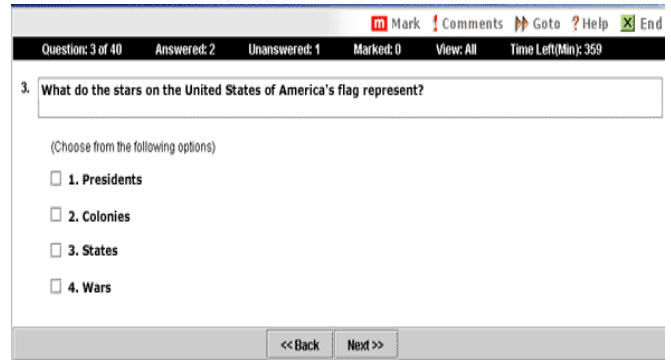 m Mark ! Comments Goto ? Help X End
Question: 3 of 40 Answered: 2 Unanswered: 1 Marked: 0 View: All Time Left(Min): 359
3. What do the stars on the United States of America's flag represent?
(Choose from the following options)
1. Presidents
2. Colonies
3. States
4. Wars
<< Back Next >>